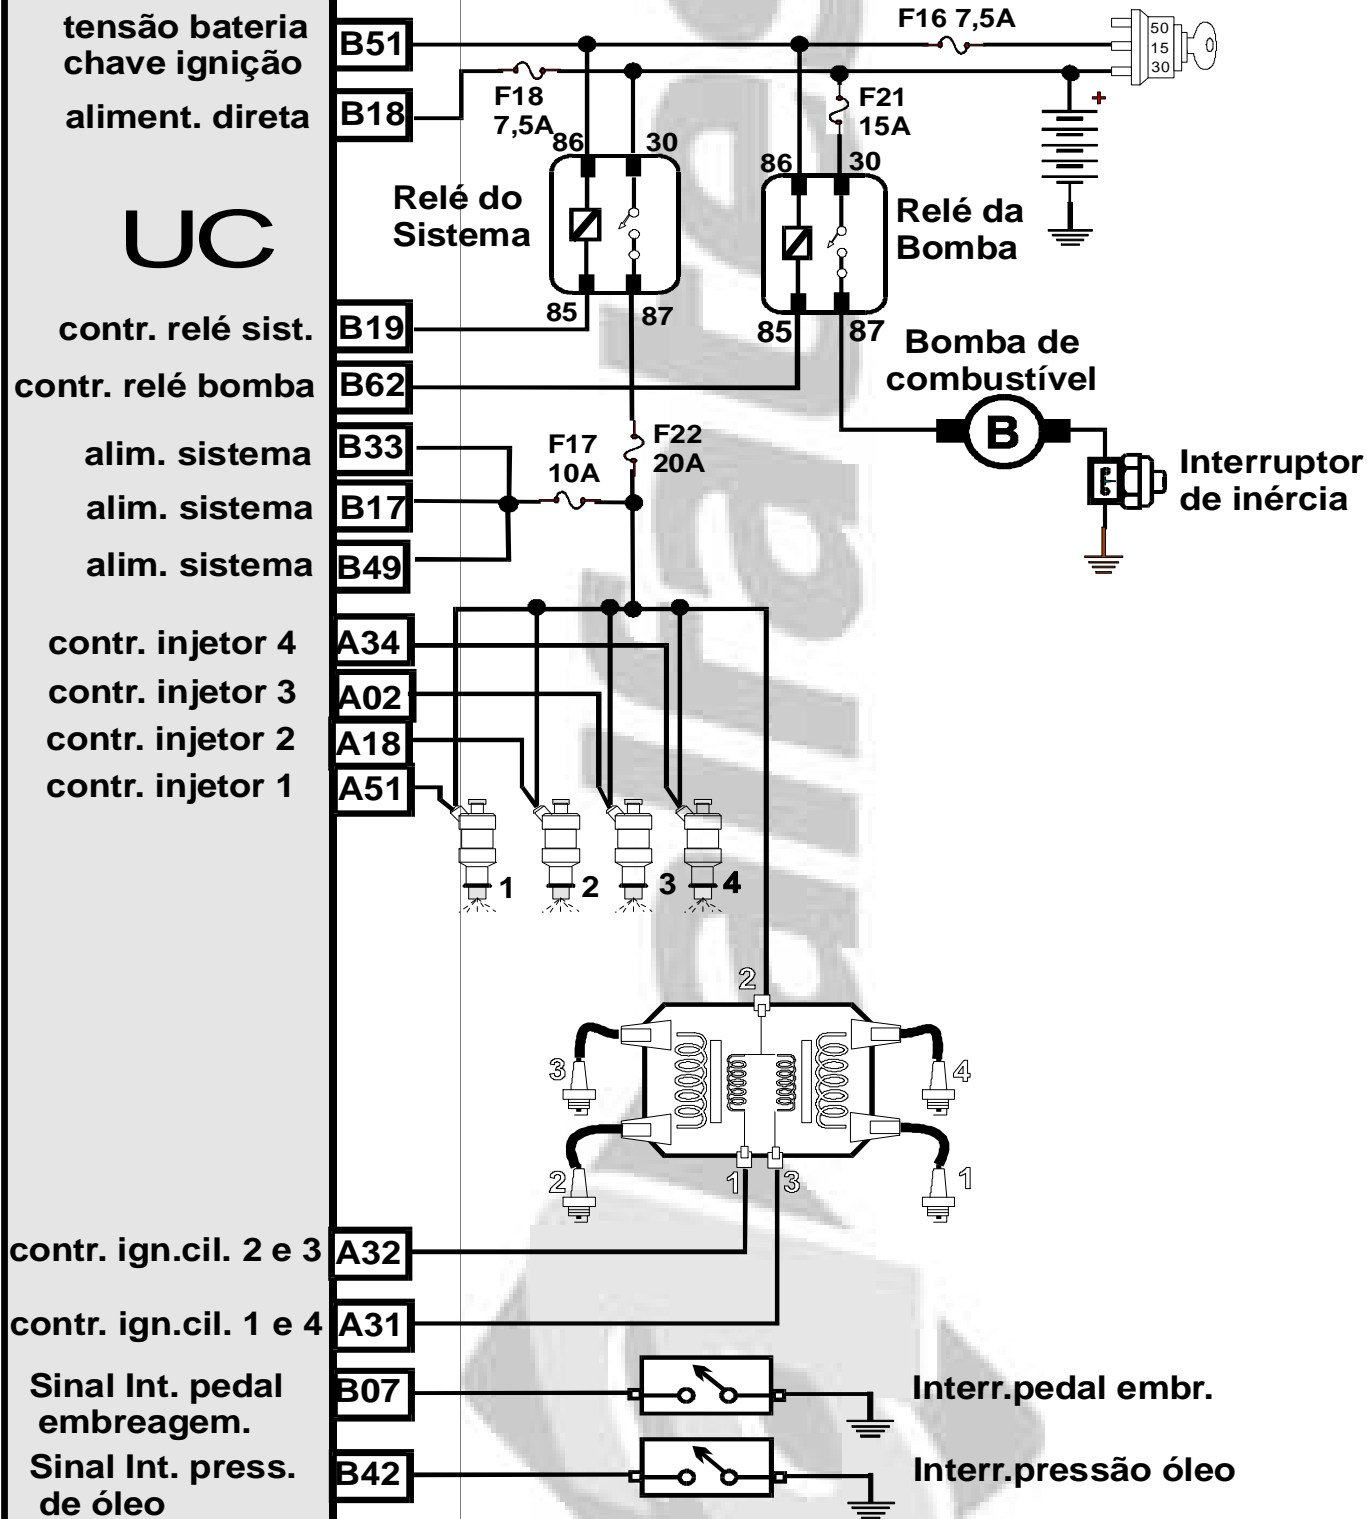 tensão bateria
chave ignição
B51
F16 7,5A
50
15
30
aliment. direta
B18
F18
7,5A
F21
15A
+
86
30
86
30
UC
Relé do
Sistema
Relé da
Bomba
85
87
85
87
contr. relé sist.
B19
contr. relé bomba
B62
Bomba de
combustível
B
alim. sistema
B33
F17
10A
F22
20A
Interruptor
de inércia
alim. sistema
B17
alim. sistema
B49
contr. injetor 4
A34
contr. injetor 3
A02
contr. injetor 2
A18
contr. injetor 1
A51
1
2
3
4
2
3
4
2
1
3
1
contr. ign.cil. 2 e 3
A32
contr. ign.cil. 1 e 4
A31
Sinal Int. pedal
embreagem.
B07
Interr.pedal embr.
Sinal Int. press.
de óleo
B42
Interr.pressão óleo